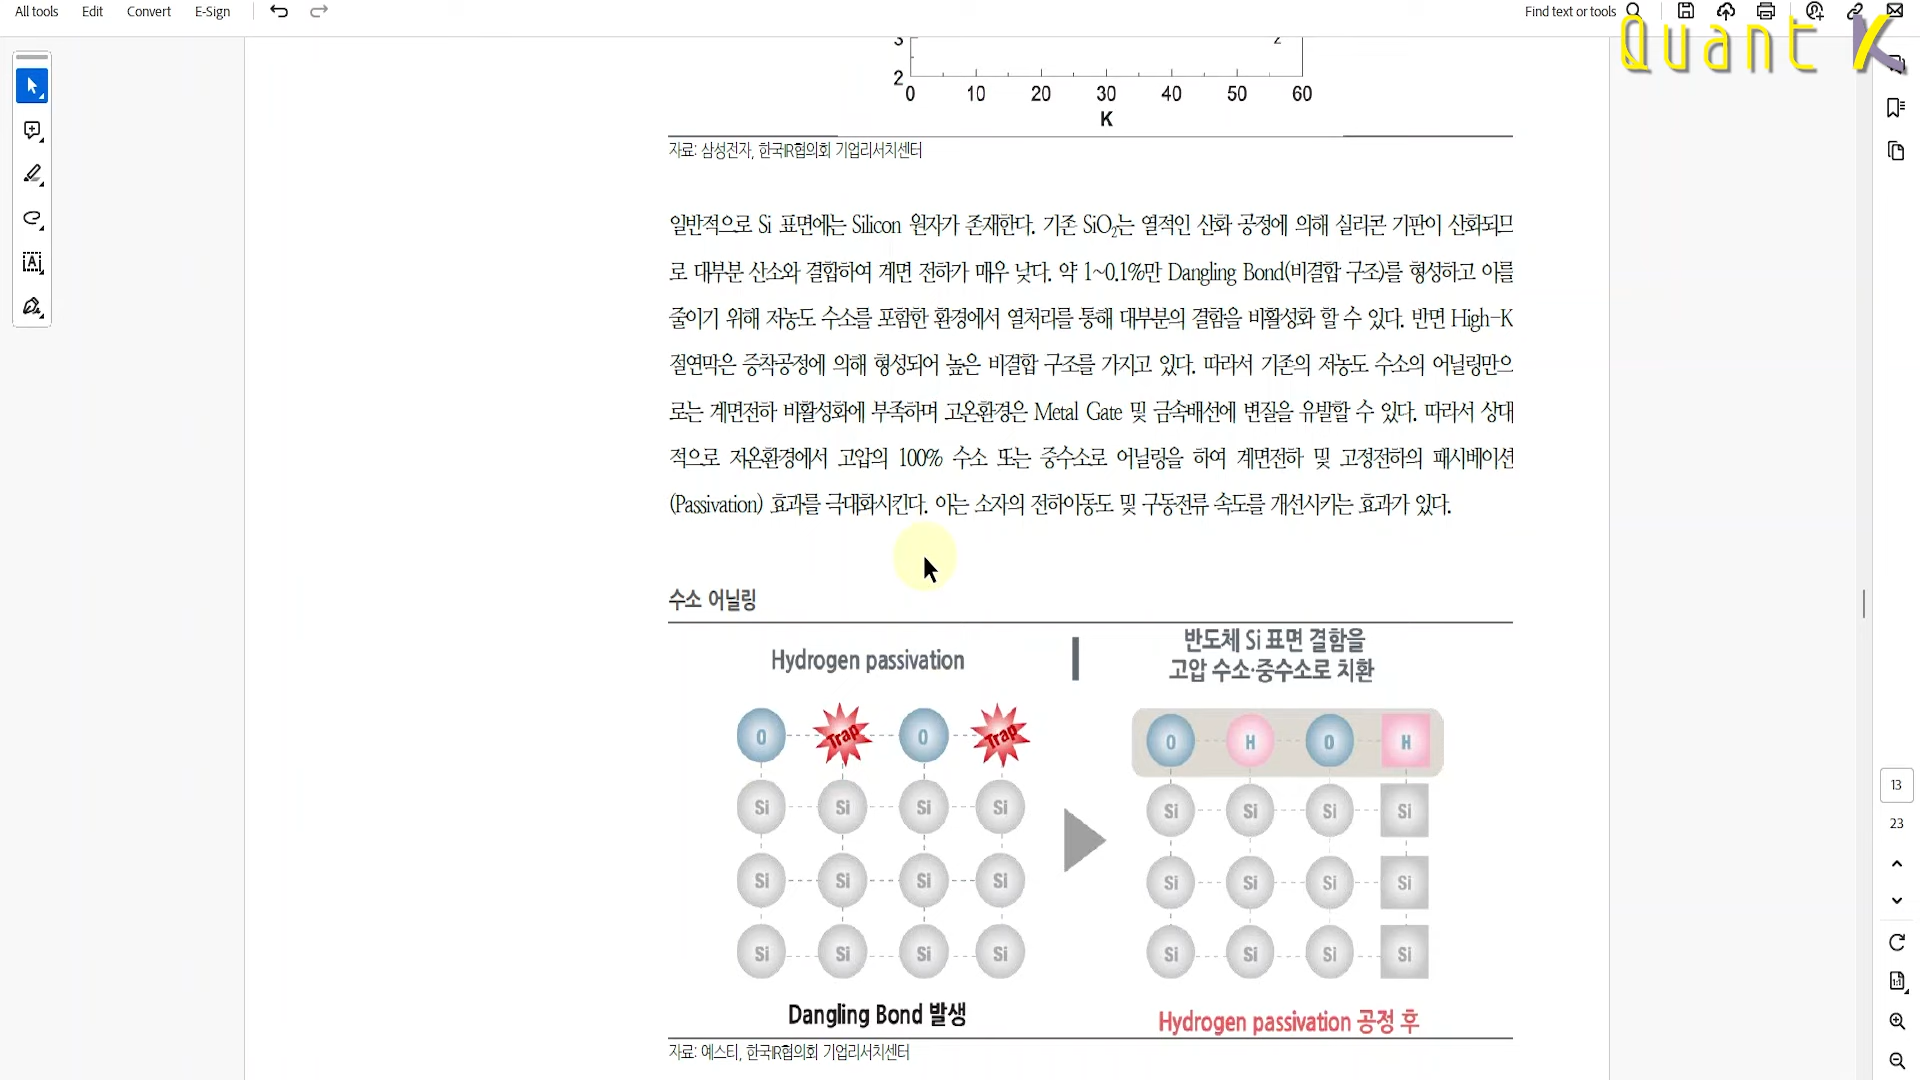 All tools Edit Convert E-Sign Find text or tools
Quant K
3 2
2
0 10 20 30 40 50 60
K
자료: 삼성전자, 한국IR협의회 기업리서치센터
일반적으로 Si 표면에는 Silicon 원자가 존재한다. 기존 SiO₂는 열적인 산화 공정에 의해 실리콘 기판이 산화되므
로 대부분 산소와 결합하여 계면 전하가 매우 낮다. 약 1~0.1%만 Dangling Bond(비결합 구조)를 형성하고 이를
줄이기 위해 저농도 수소를 포함한 환경에서 열처리를 통해 대부분의 결함을 비활성화 할 수 있다. 반면 High-K
절연막은 증착공정에 의해 형성되어 높은 비결합 구조를 가지고 있다. 따라서 기존의 저농도 수소의 어닐링만으
로는 계면전하 비활성화에 부족하며 고온환경은 Metal Gate 및 금속배선에 변질을 유발할 수 있다. 따라서 상대
적으로 저온환경에서 고압의 100% 수소 또는 중수소로 어닐링을 하여 계면전하 및 고정전하의 패시베이션
(Passivation) 효과를 극대화시킨다. 이는 소자의 전하이동도 및 구동전류 속도를 개선시키는 효과가 있다.
수소 어닐링
Hydrogen passivation
반도체 Si 표면 결함을
고압 수소·중수소로 치환
O Trap O Trap
Si Si Si Si
Si Si Si Si
Si Si Si Si
Dangling Bond 발생
O H O H
Si Si Si Si
Si Si Si Si
Si Si Si Si
Hydrogen passivation 공정 후
자료: 예스티, 한국IR협의회 기업리서치센터
13
23
1:1